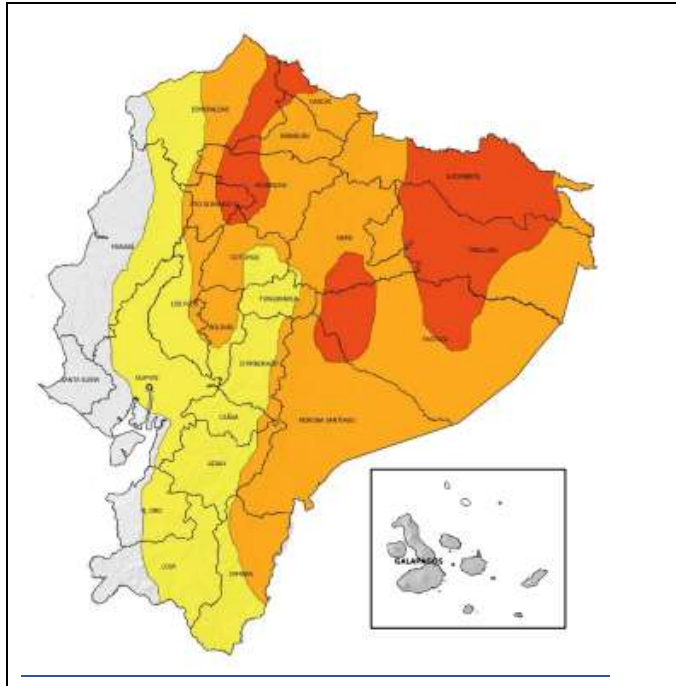 ESMERALDAS
CARCHI
IMBABURA
SUCUMBIOS
PICHINCHA
MANABI
NAPO
ORELLANA
COTOPAXI
TUNGURAHUA
LOS RIOS
BOLIVAR
PASTAZA
CHIMBORAZO
SANTA ELENA
GUAYAS
CAÑAR
MORONA SANTIAGO
AZUAY
EL ORO
LOJA
ZAMORA
GALAPAGOS